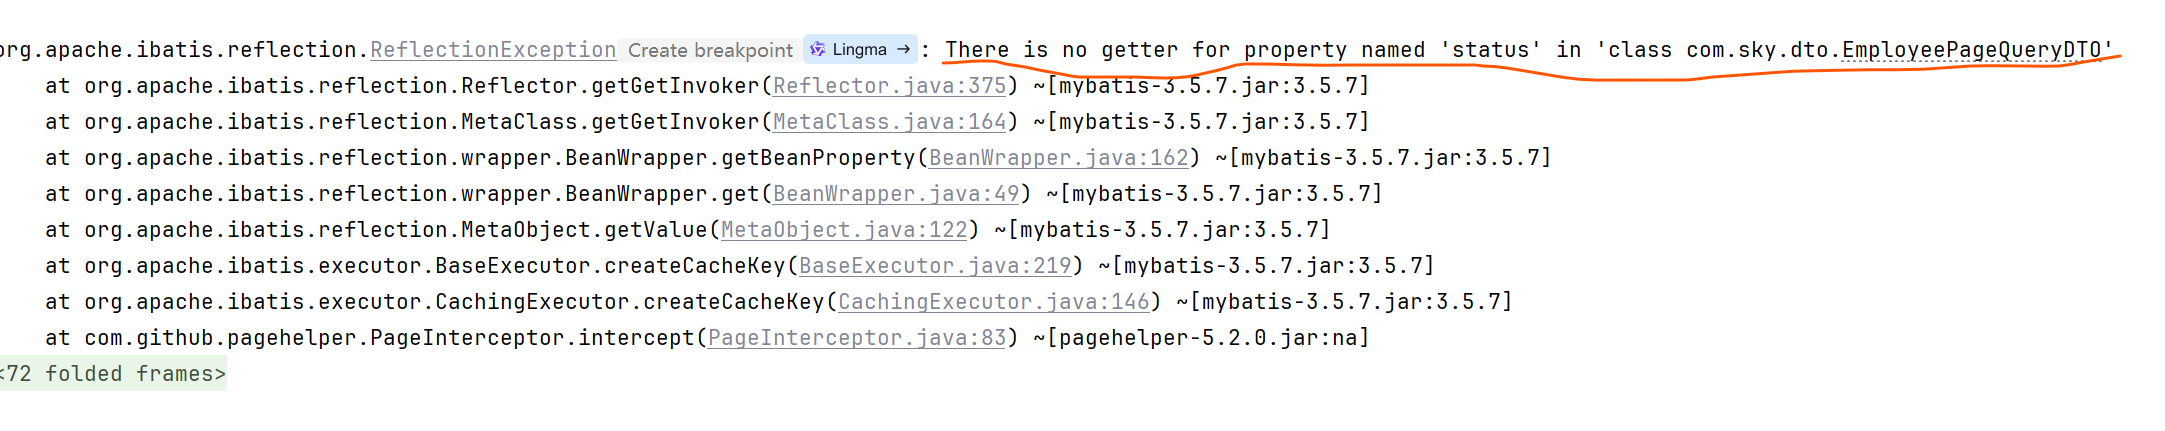 org.apache.ibatis.reflection.ReflectionException Create breakpoint Lingma → : There is no getter for property named 'status' in 'class com.sky.dto.EmployeePageQueryDTO'
at org.apache.ibatis.reflection.Reflector.getGetInvoker(Reflector.java:375) ~[mybatis-3.5.7.jar:3.5.7]
at org.apache.ibatis.reflection.MetaClass.getGetInvoker(MetaClass.java:164) ~[mybatis-3.5.7.jar:3.5.7]
at org.apache.ibatis.reflection.wrapper.BeanWrapper.getBeanProperty(BeanWrapper.java:162) ~[mybatis-3.5.7.jar:3.5.7]
at org.apache.ibatis.reflection.wrapper.BeanWrapper.get(BeanWrapper.java:49) ~[mybatis-3.5.7.jar:3.5.7]
at org.apache.ibatis.reflection.MetaObject.getValue(MetaObject.java:122) ~[mybatis-3.5.7.jar:3.5.7]
at org.apache.ibatis.executor.BaseExecutor.createCacheKey(BaseExecutor.java:219) ~[mybatis-3.5.7.jar:3.5.7]
at org.apache.ibatis.executor.CachingExecutor.createCacheKey(CachingExecutor.java:146) ~[mybatis-3.5.7.jar:3.5.7]
at com.github.pagehelper.PageInterceptor.intercept(PageInterceptor.java:83) ~[pagehelper-5.2.0.jar:na]
<72 folded frames>